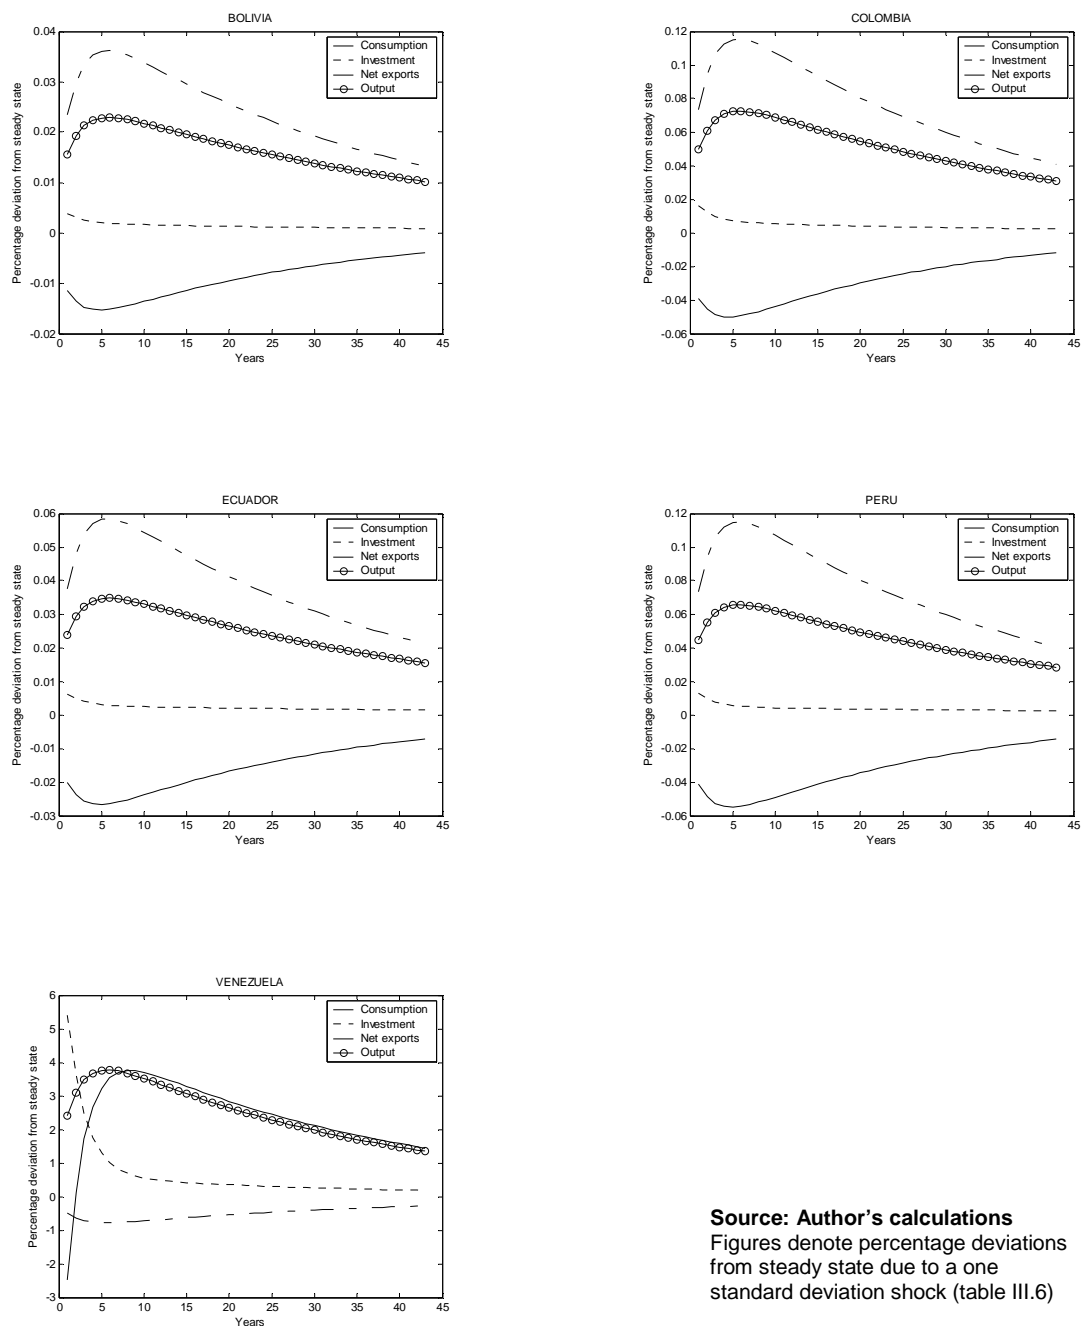 BOLIVIA
Percentage deviation from steady state
0.04
0.03
0.02
0.01
0
-0.01
-0.02
Consumption
Investment
Net exports
Output
0 5 10 15 20 25 30 35 40 45
Years
COLOMBIA
Percentage deviation from steady state
0.12
0.1
0.08
0.06
0.04
0.02
0
-0.02
-0.04
-0.06
Consumption
Investment
Net exports
Output
0 5 10 15 20 25 30 35 40 45
Years
ECUADOR
Percentage deviation from steady state
0.06
0.05
0.04
0.03
0.02
0.01
0
-0.01
-0.02
-0.03
Consumption
Investment
Net exports
Output
0 5 10 15 20 25 30 35 40 45
Years
PERU
Percentage deviation from steady state
0.12
0.1
0.08
0.06
0.04
0.02
0
-0.02
-0.04
-0.06
Consumption
Investment
Net exports
Output
0 5 10 15 20 25 30 35 40 45
Years
VENEZUELA
Percentage deviation from steady state
6
5
4
3
2
1
0
-1
-2
-3
Consumption
Investment
Net exports
Output
0 5 10 15 20 25 30 35 40 45
Years
Source: Author's calculations
Figures denote percentage deviations
from steady state due to a one
standard deviation shock (table III.6)